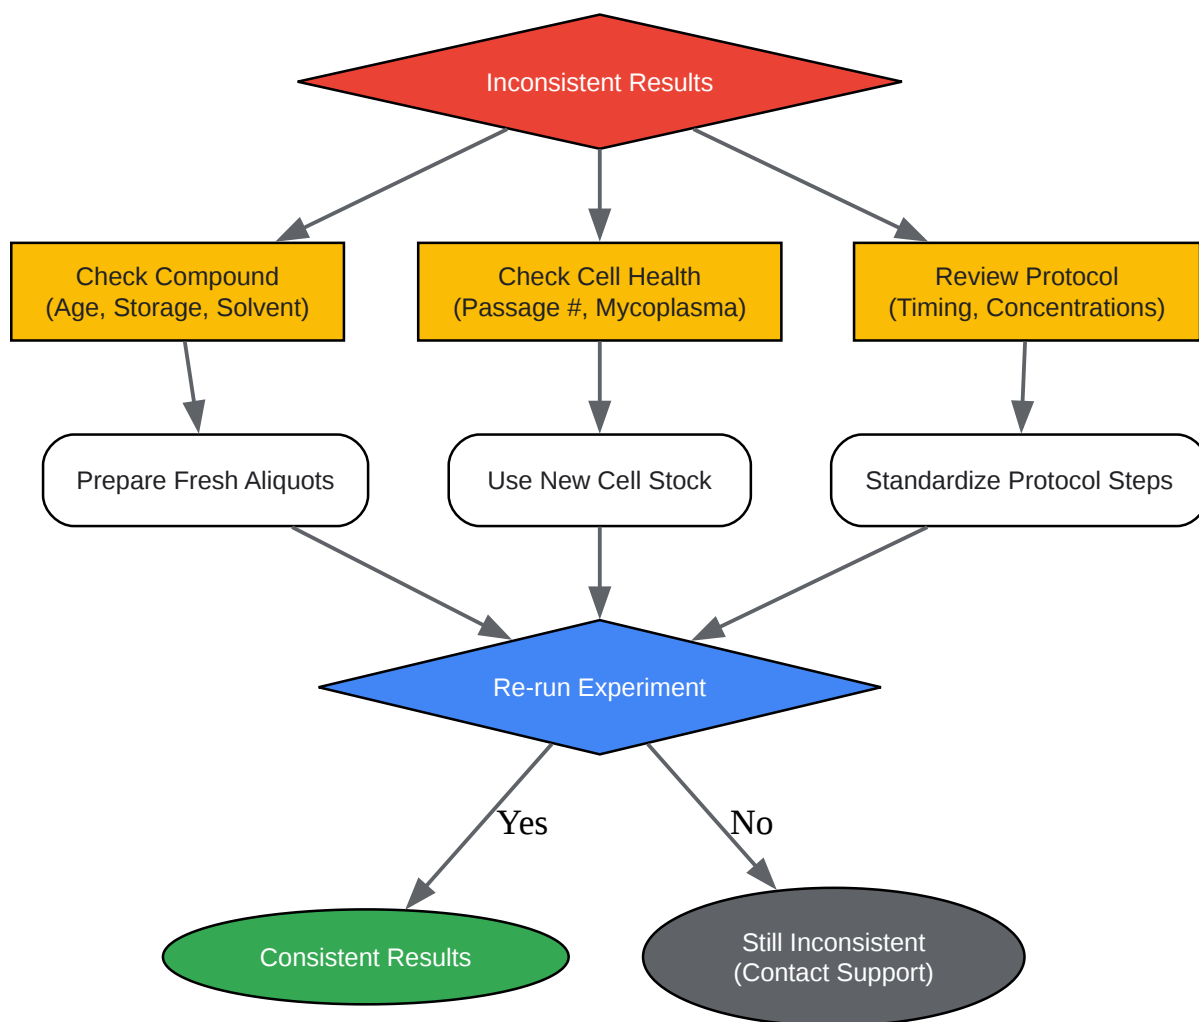 Inconsistent Results
Check Compound
(Age, Storage, Solvent)
Check Cell Health
(Passage #, Mycoplasma)
Review Protocol
(Timing, Concentrations)
Prepare Fresh Aliquots
Use New Cell Stock
Standardize Protocol Steps
Re-run Experiment
Yes
No
Consistent Results
Still Inconsistent
(Contact Support)